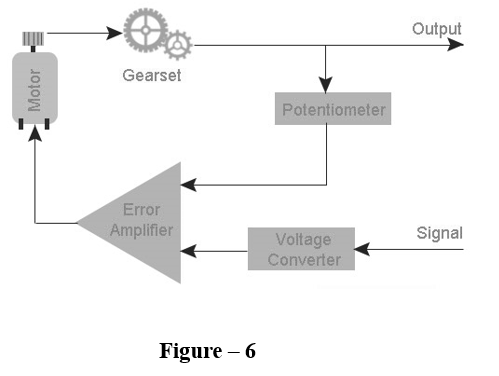 Output
Gearset
Motor
Potentiometer
Error
Amplifier
Voltage
Converter
Signal
Figure – 6